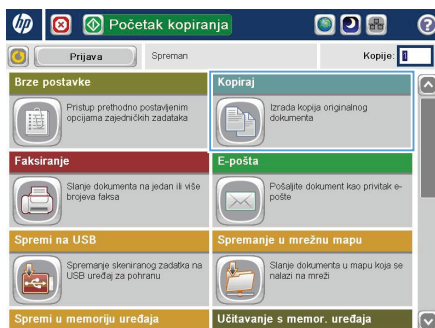 hp
Početak kopiranja
?
Prijava
Spreman
Kopije: 1
Brze postavke
Kopiraj
Pristup prethodno postavljenim
opcijama zajedničkih zadataka
Izrada kopija originalnog
dokumenta
Faksiranje
E-pošta
Slanje dokumenta na jedan ili više
brojeva faksa
Pošaljite dokument kao privitak e-
pošte
Spremi na USB
Spremanje u mrežnu mapu
Spremanje skeniranog zadatka na
USB uređaj za pohranu
Slanje dokumenta u mapu koja se
nalazi na mreži
Spremi u memoriju uređaja
Učitavanje s memor. uređaja